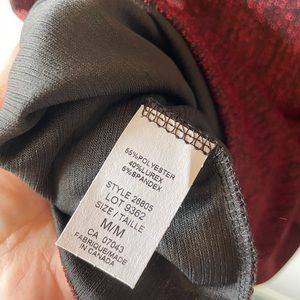 55%POLYESTER
40%LUREX
5%SPANDEX
STYLE 26805
LOT 9362
SIZE / TAILLE
M/M
CA 07043
FABRIQUE/MADE
IN CANADA